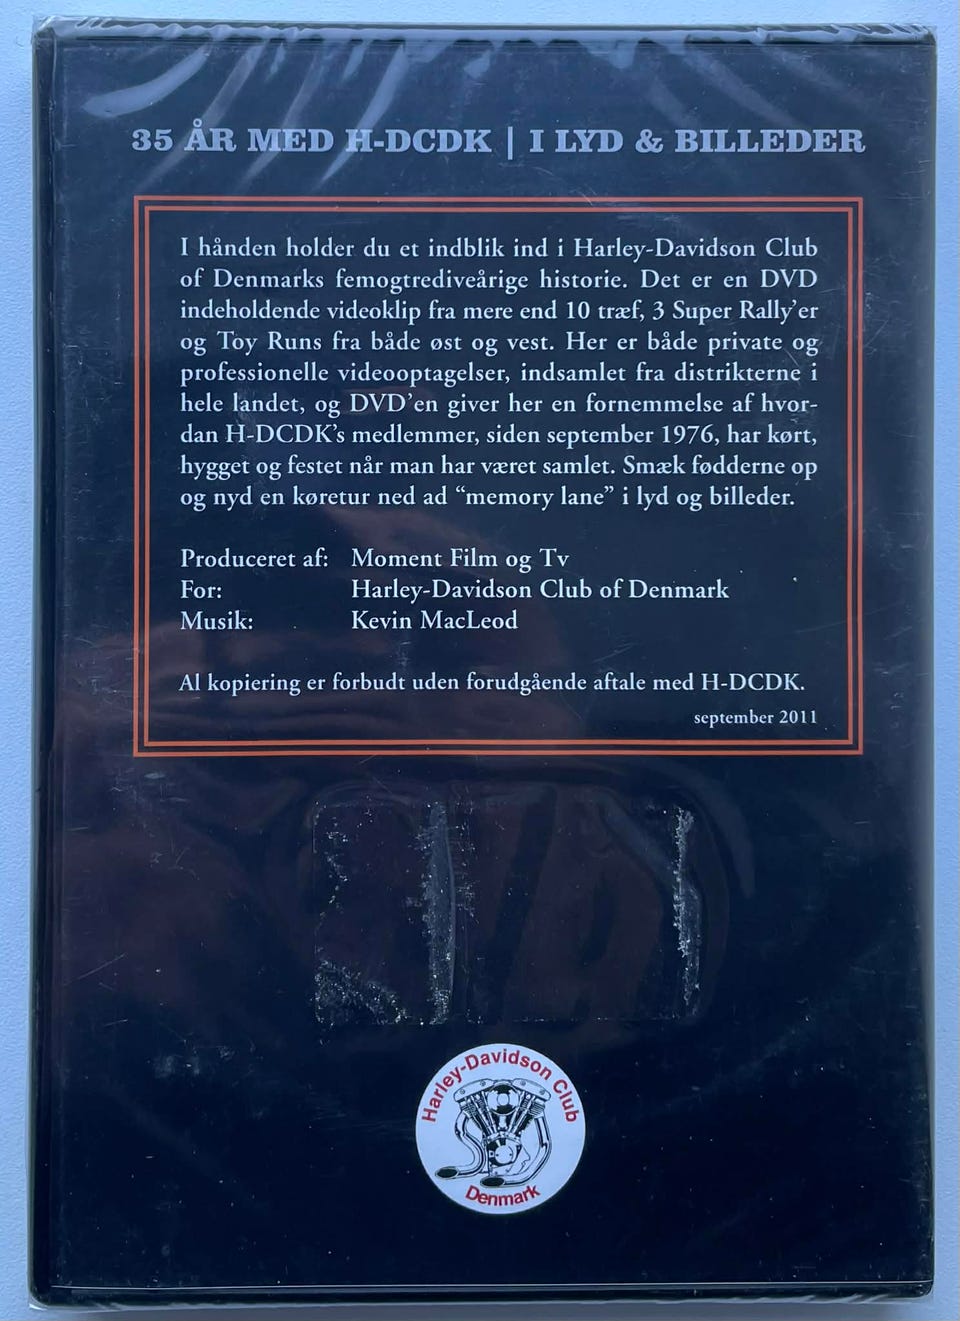 35 ÅR MED H-DCDK | I LYD & BILLEDER
I hånden holder du et indblik ind i Harley-Davidson Club
of Denmarks femogtrediveårige historie. Det er en DVD
indeholdende videoklip fra mere end 10 træf, 3 Super Rally'er
og Toy Runs fra både øst og vest. Her er både private og
professionelle videooptagelser, indsamlet fra distrikterne i
hele landet, og DVD'en giver her en fornemmelse af hvor-
dan H-DCDK's medlemmer, siden september 1976, har kørt,
hygget og festet når man har været samlet. Smæk fødderne op
og nyd en køretur ned ad “memory lane” i lyd og billeder.
Produceret af: Moment Film og Tv
For: Harley-Davidson Club of Denmark
Musik: Kevin MacLeod
Al kopiering er forbudt uden forudgående aftale med H-DCDK.
september 2011
Harley-Davidson Club
Denmark